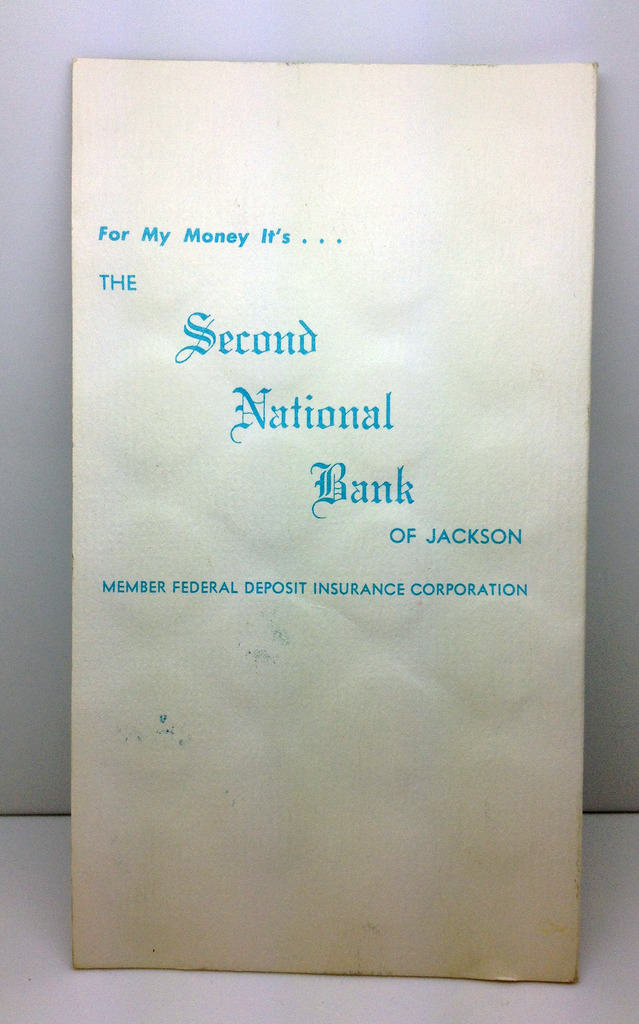 For My Money It's . . .
THE
Second
National
Bank
OF JACKSON
MEMBER FEDERAL DEPOSIT INSURANCE CORPORATION